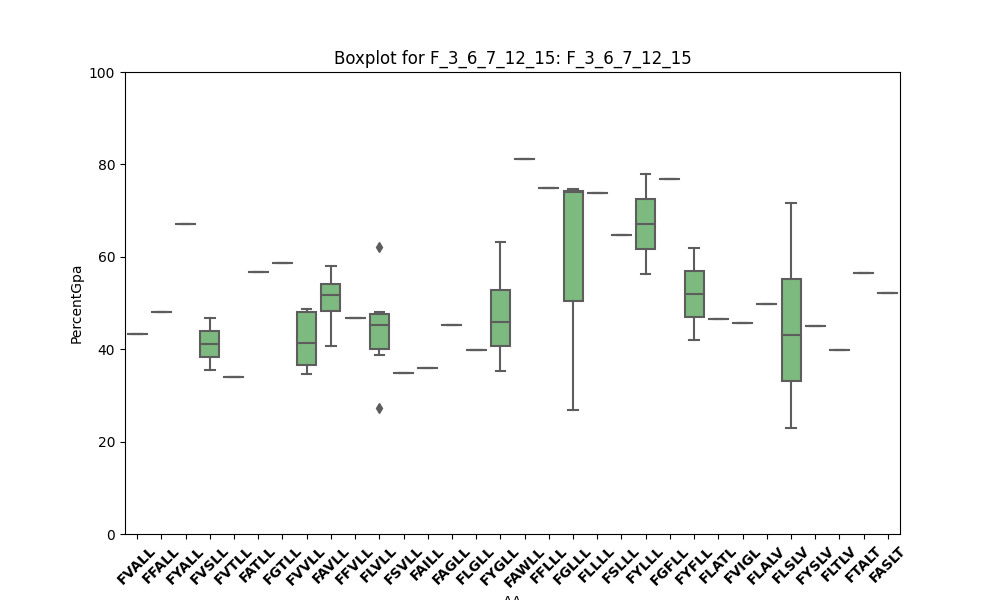 Boxplot for F_3_6_7_12_15: F_3_6_7_12_15
100
80
60
40
20
0
PercentGpa
FVALL
FFALL
FYALL
FVSLL
FVTLL
FATLL
FGTLL
FVVLL
FAVLL
FFVLL
FLVLL
FSVLL
FAILL
FAGLL
FLGLL
FYGLL
FAWLL
FFLLL
FGLLL
FLLLL
FSLLL
FYLLL
FGFLL
FYFLL
FLATL
FVIGL
FLALV
FLSLV
FYSLV
FLTLV
FTALT
FASLT